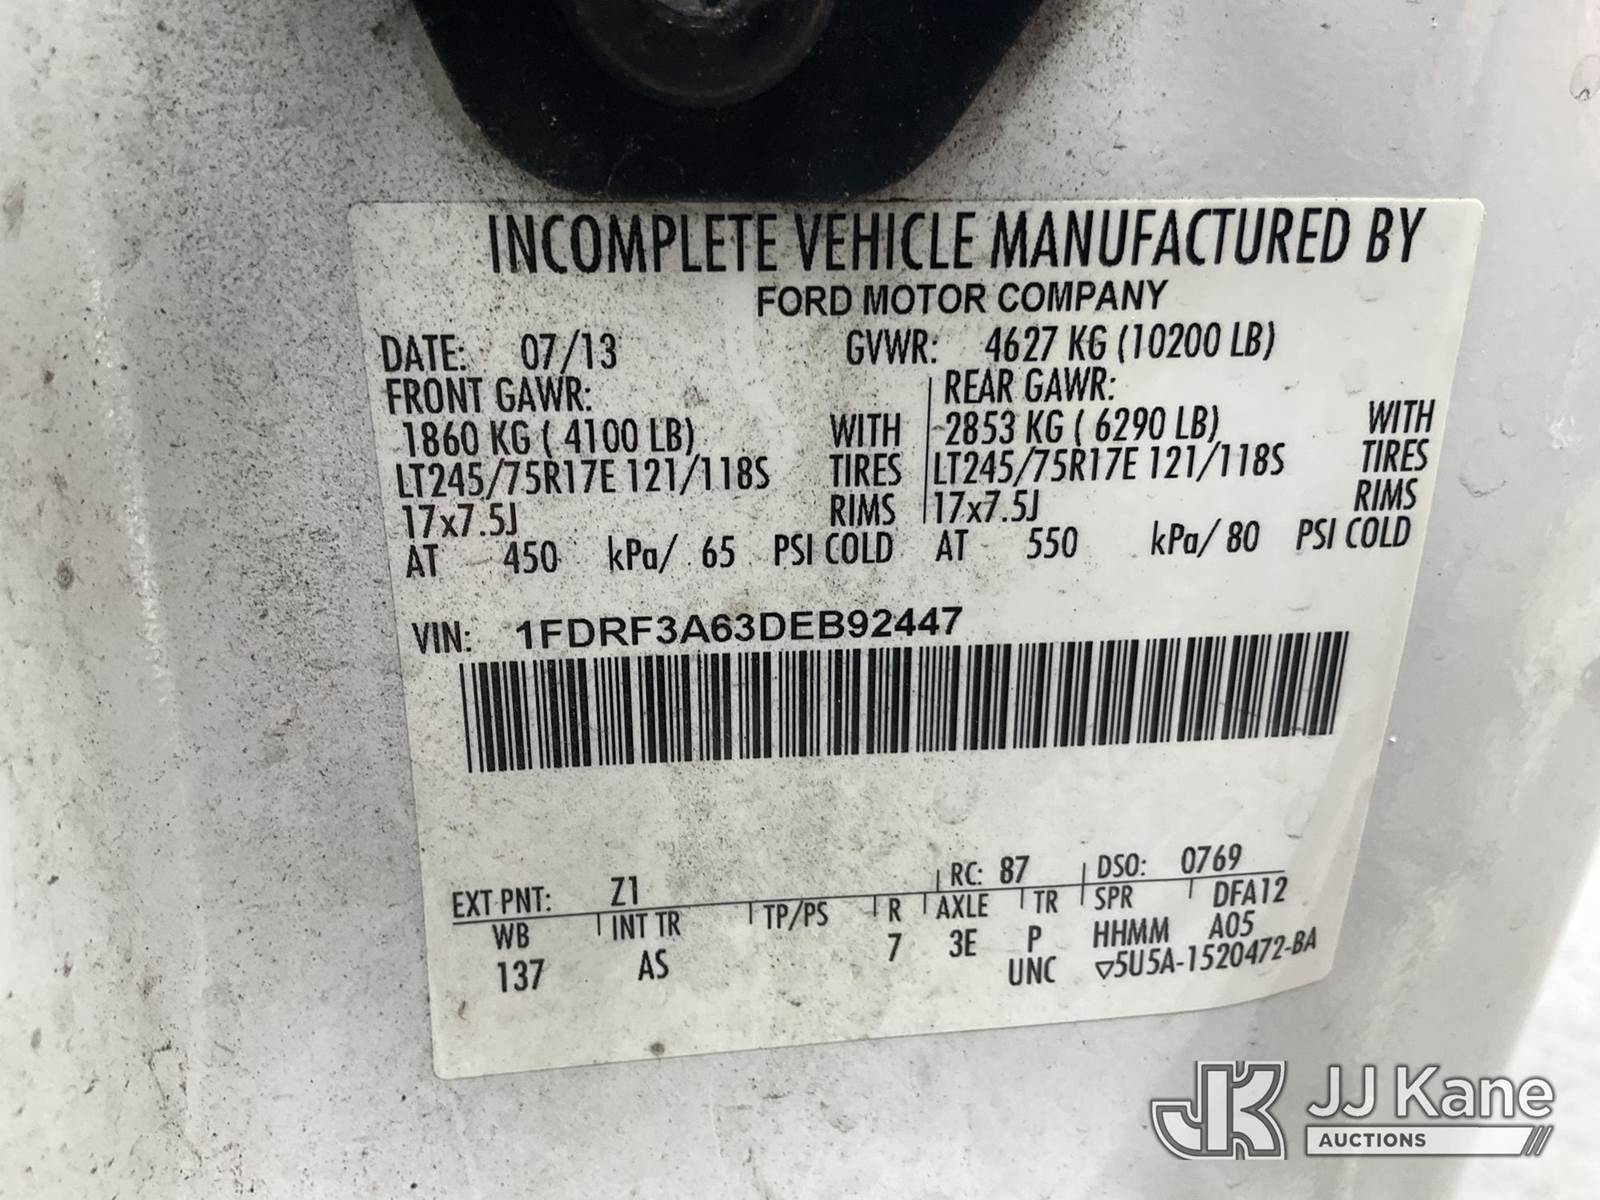 INCOMPLETE VEHICLE MANUFACTURED BY
FORD MOTOR COMPANY
DATE: 07/13 GVWR: 4627 KG (10200 LB)
FRONT GAWR: REAR GAWR:
1860 KG ( 4100 LB) WITH 2853 KG ( 6290 LB) WITH
LT245/75R17E 121/118S TIRES LT245/75R17E 121/118S TIRES
17x7.5J RIMS 17x7.5J RIMS
AT 450 kPa/ 65 PSI COLD AT 550 kPa/ 80 PSI COLD
VIN: 1FDRF3A63DEB92447
EXT PNT: Z1 RC: 87 DSO: 0769
WB INT TR TP/PS R AXLE TR SPR DFA12
137 AS 7 3E P HHMM A05
UNC ▽5U5A-1520472-BA
JK JJ Kane
AUCTIONS